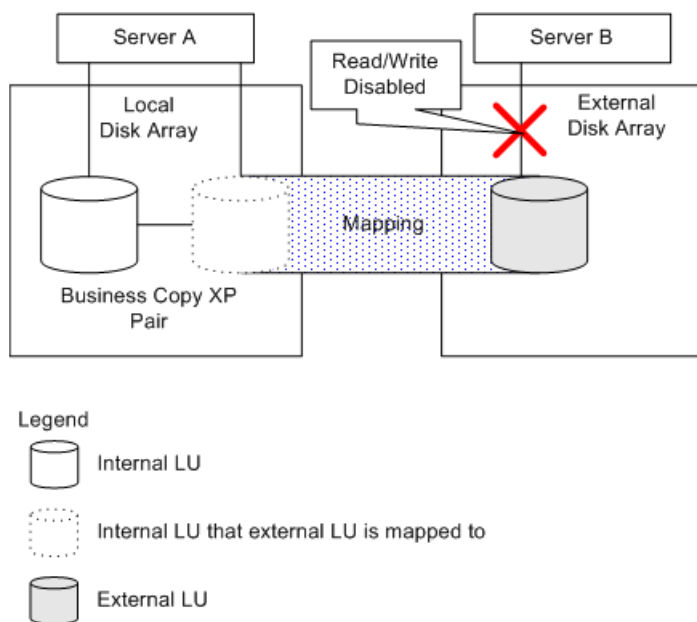 Server A
Server B
Read/Write
Disabled
Local
Disk Array
External
Disk Array
Mapping
Business Copy XP
Pair
Legend
Internal LU
Internal LU that external LU is mapped to
External LU